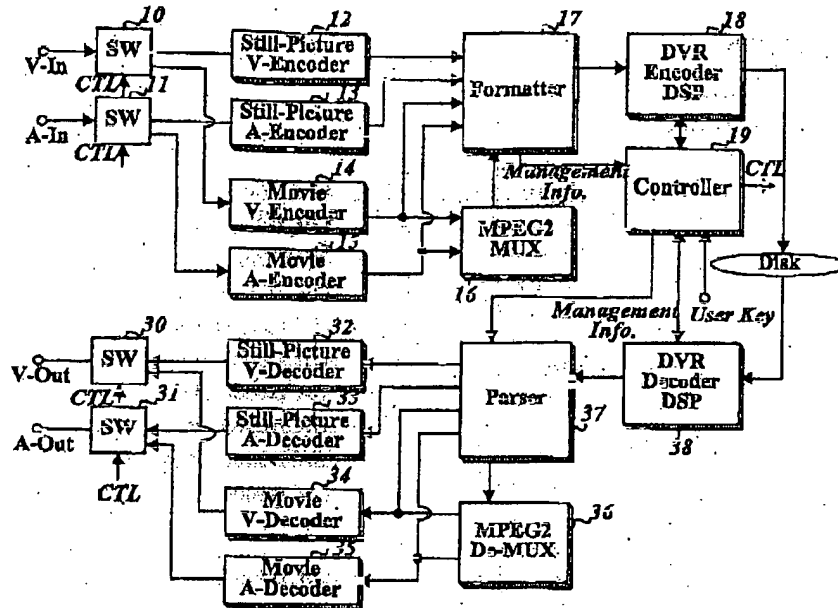 10
12
17
18
V-In
SW
Still-Picture
V-Encoder
Formatter
DVR
Encoder
DSP
CTL
11
13
A-In
SW
Still-Picture
A-Encoder
19
CTL
Management
Info.
Controller
CTL
14
Movie
V-Encoder
MPEG2
MUX
15
Movie
A-Encoder
16
Disk
Management
Info.
User Key
30
32
V-Out
SW
Still-Picture
V-Decoder
Parser
DVR
Decoder
DSP
CTL
31
33
37
A-Out
SW
Still-Picture
A-Decoder
38
CTL
34
Movie
V-Decoder
MPEG2
De-MUX
36
35
Movie
A-Decoder